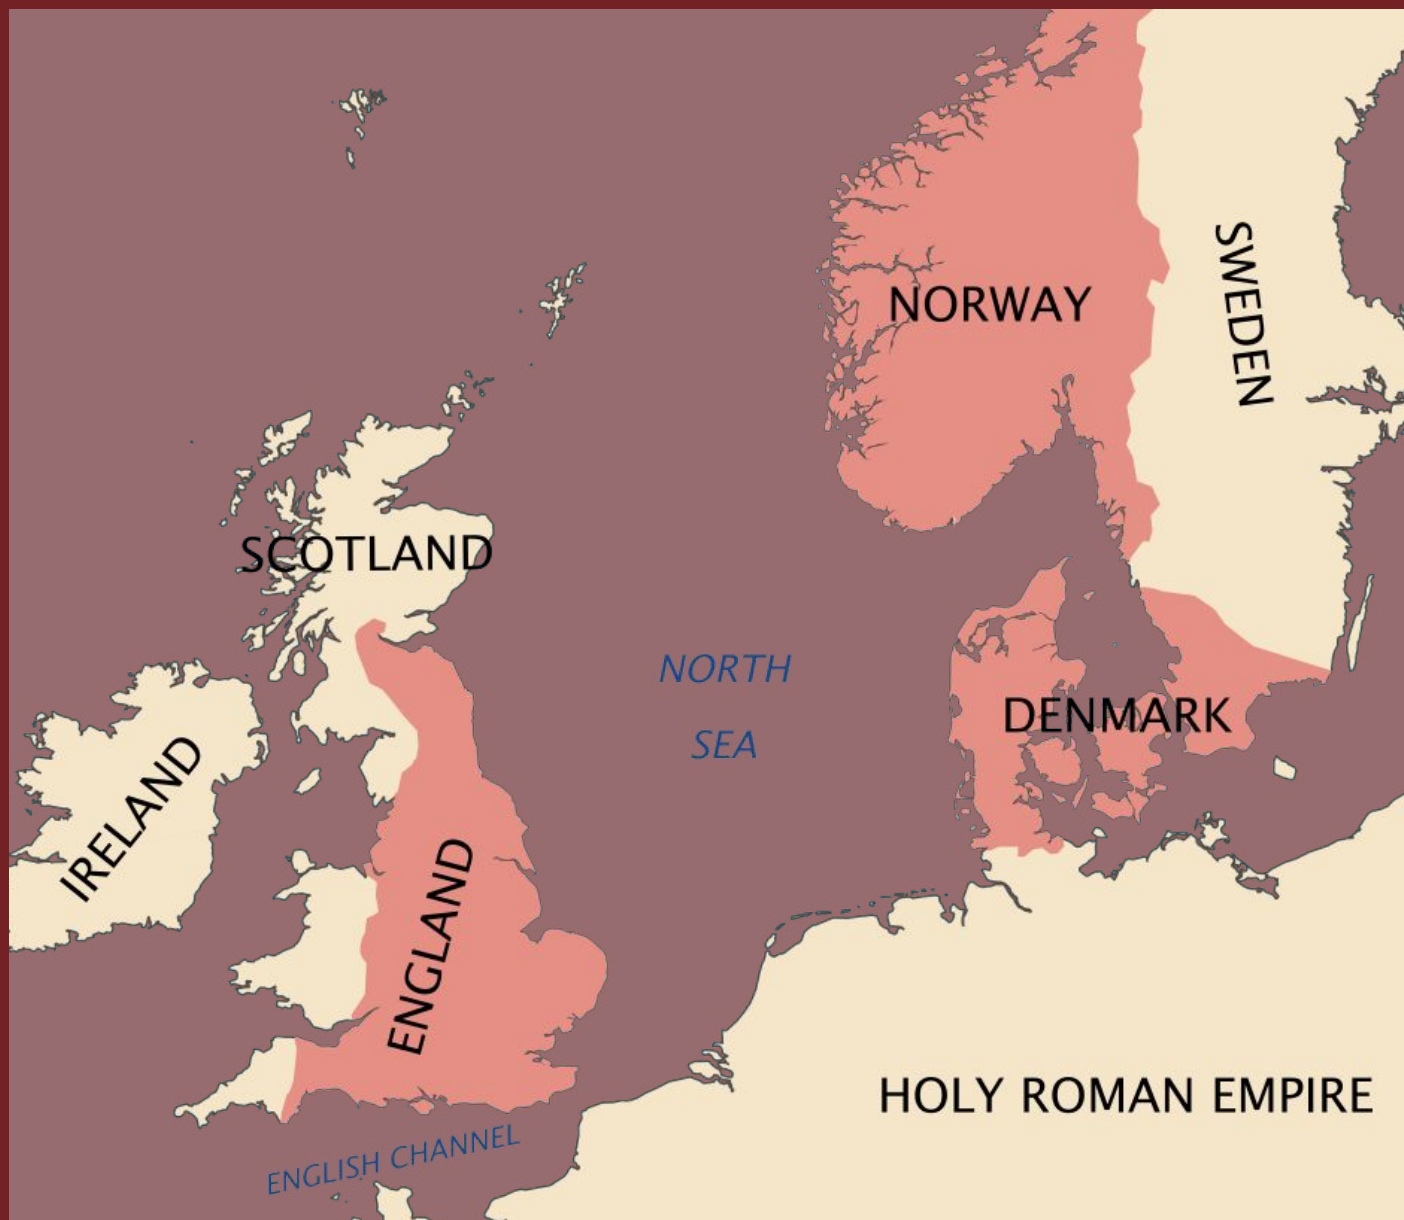 NORWAY
SWEDEN
SCOTLAND
NORTH
SEA
DENMARK
IRELAND
ENGLAND
HOLY ROMAN EMPIRE
ENGLISH CHANNEL